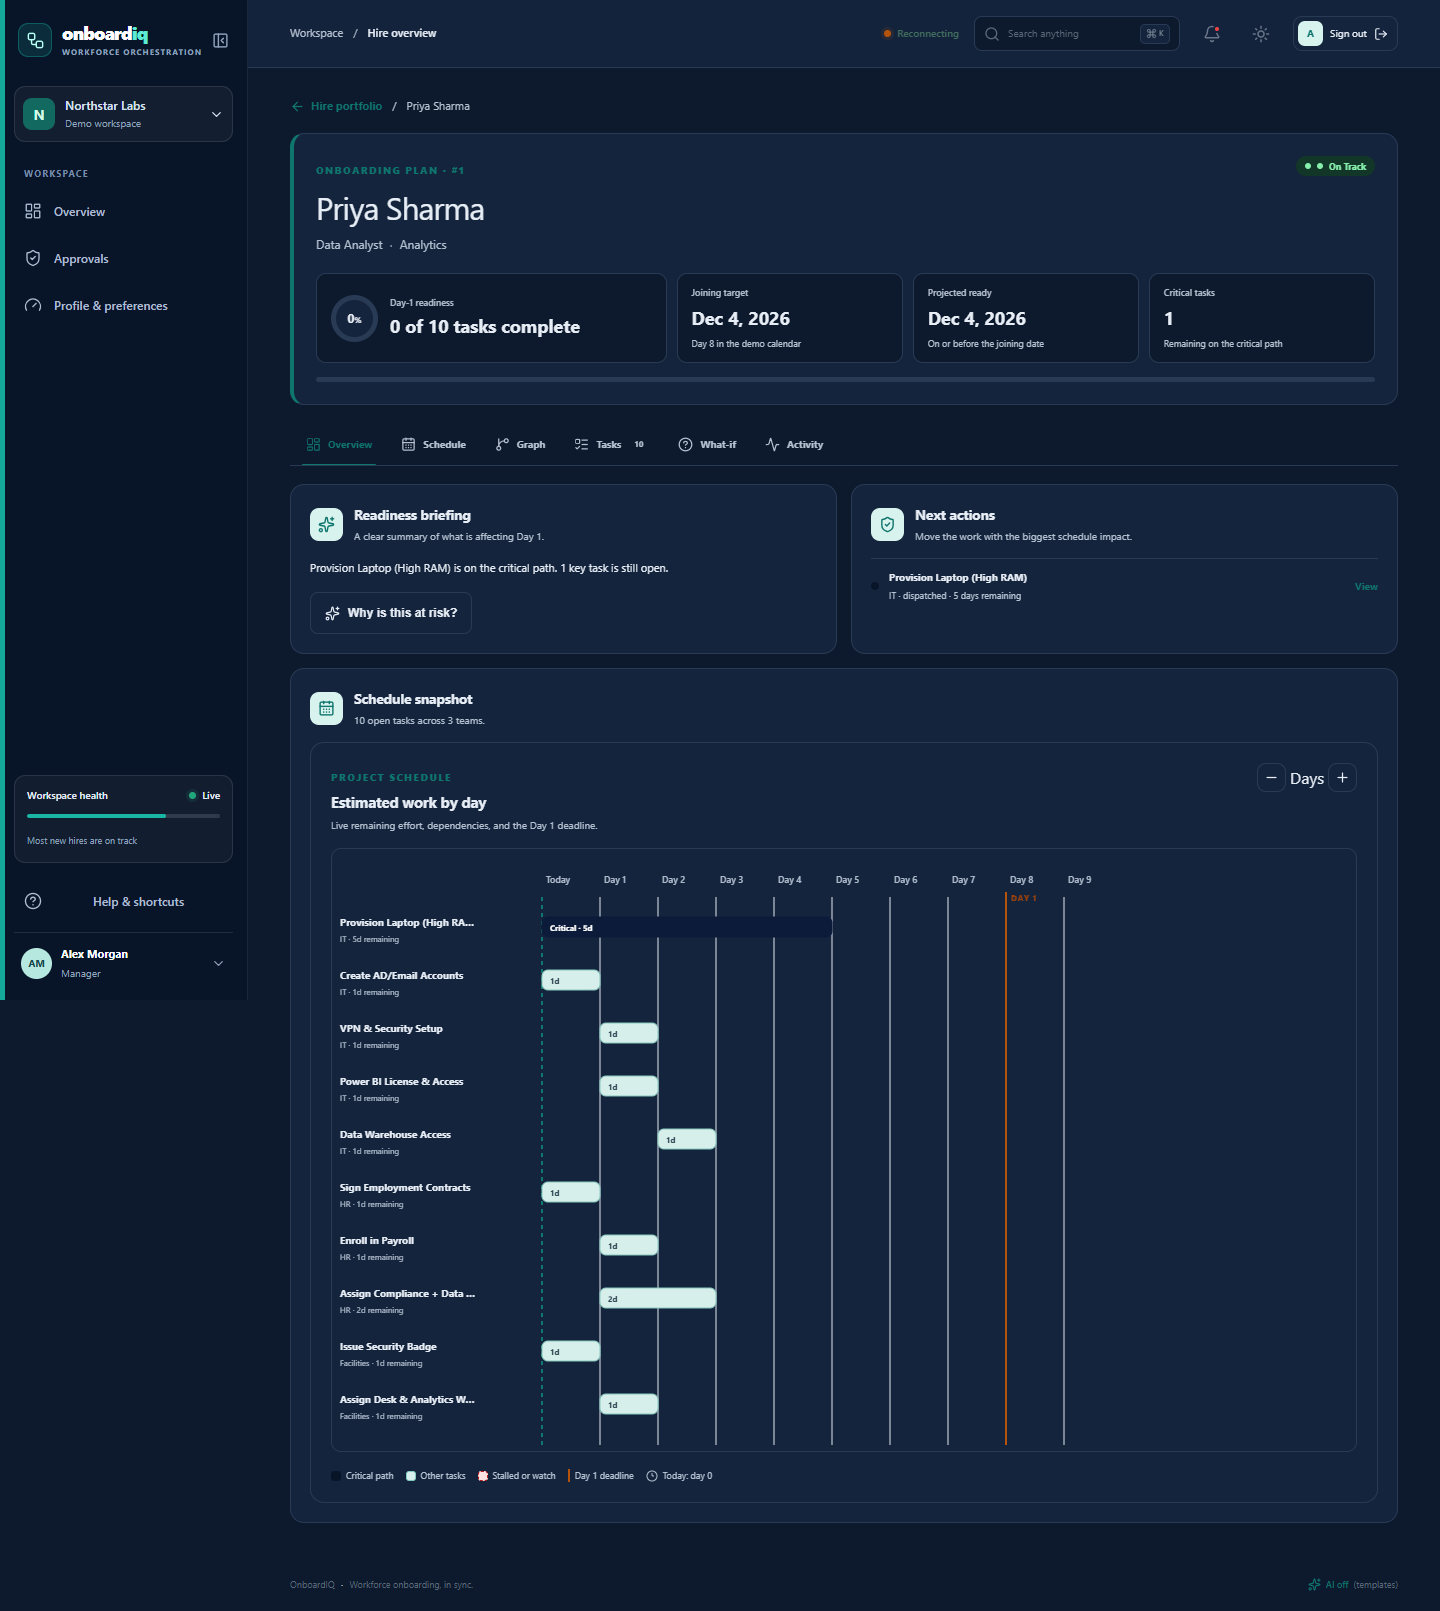 onboardiq
WORKFORCE ORCHESTRATION
N
Northstar Labs
Demo workspace
WORKSPACE
Overview
Approvals
Profile & preferences
Workspace health
Live
Most new hires are on track
Help & shortcuts
AM
Alex Morgan
Manager
Workspace / Hire overview
Reconnecting
Search anything
⌘ K
A
Sign out
Hire portfolio / Priya Sharma
ONBOARDING PLAN · #1
On Track
Priya Sharma
Data Analyst · Analytics
0%
Day-1 readiness
0 of 10 tasks complete
Joining target
Dec 4, 2026
Day 8 in the demo calendar
Projected ready
Dec 4, 2026
On or before the joining date
Critical tasks
1
Remaining on the critical path
Overview
Schedule
Graph
Tasks 10
What-if
Activity
Readiness briefing
A clear summary of what is affecting Day 1.
Provision Laptop (High RAM) is on the critical path. 1 key task is still open.
Why is this at risk?
Next actions
Move the work with the biggest schedule impact.
Provision Laptop (High RAM)
IT · dispatched · 5 days remaining
View
Schedule snapshot
10 open tasks across 3 teams.
PROJECT SCHEDULE
Estimated work by day
Live remaining effort, dependencies, and the Day 1 deadline.
Days
Today Day 1 Day 2 Day 3 Day 4 Day 5 Day 6 Day 7 Day 8 Day 9
DAY 1
Provision Laptop (High RA...
IT · 5d remaining
Critical · 5d
Create AD/Email Accounts
IT · 1d remaining
1d
VPN & Security Setup
IT · 1d remaining
1d
Power BI License & Access
IT · 1d remaining
1d
Data Warehouse Access
IT · 1d remaining
1d
Sign Employment Contracts
HR · 1d remaining
1d
Enroll in Payroll
HR · 1d remaining
1d
Assign Compliance + Data ...
HR · 2d remaining
2d
Issue Security Badge
Facilities · 1d remaining
1d
Assign Desk & Analytics W...
Facilities · 1d remaining
1d
Critical path
Other tasks
Stalled or watch
Day 1 deadline
Today: day 0
OnboardIQ · Workforce onboarding, in sync.
AI off (templates)